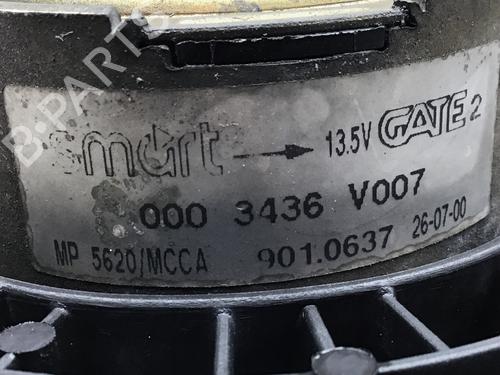 B-PARTS
smart → 13.5V GATE 2
000 3436 V007
MP 5620/MCCA 901.0637 26-07-00